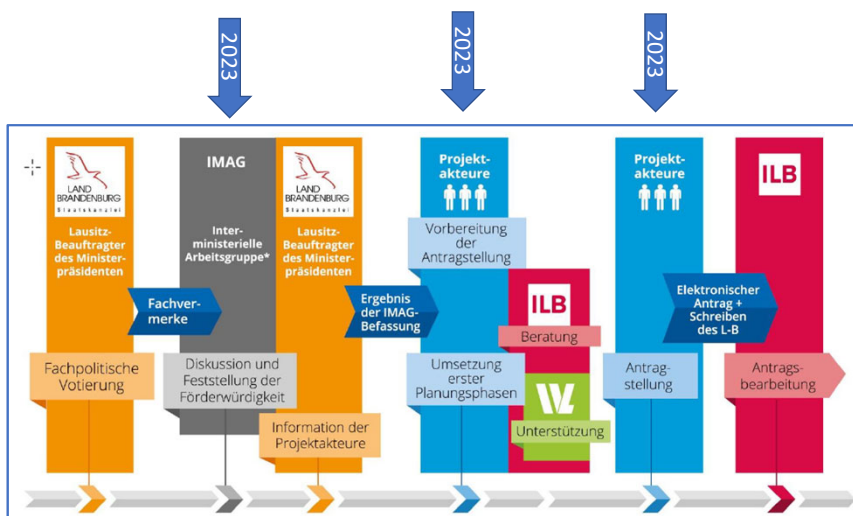 2023
2023
2023
LAND
BRANDENBURG
Staatskanzlei
Lausitz-
Beauftragter
des Minister-
präsidenten
Fachver-
merke
Fachpolitische
Votierung
IMAG
Inter-
ministerielle
Arbeitsgruppe*
Diskussion und
Feststellung der
Förderwürdigkeit
LAND
BRANDENBURG
Staatskanzlei
Lausitz-
Beauftragter
des Minister-
präsidenten
Information der
Projektakteure
Ergebnis
der IMAG-
Befassung
Projekt-
akteure
Vorbereitung
der
Antragstellung
Umsetzung
erster
Planungsphasen
ILB
Beratung
WL
Unterstützung
Projekt-
akteure
Antrag-
stellung
Elektronischer
Antrag +
Schreiben
des L-B
ILB
Antrags-
bearbeitung